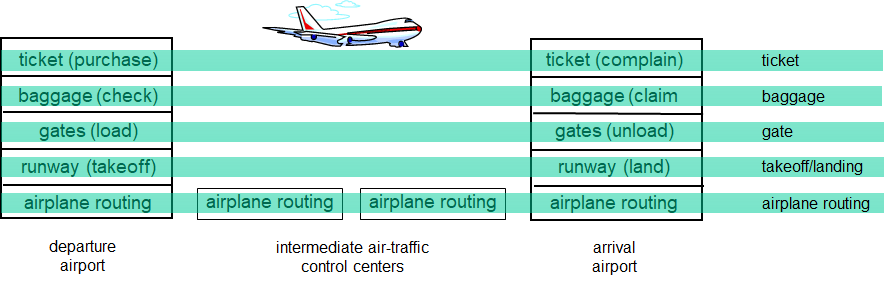 ticket (purchase) ticket (complain) ticket
baggage (check) baggage (claim baggage
gates (load) gates (unload) gate
runway (takeoff) runway (land) takeoff/landing
airplane routing airplane routing airplane routing airplane routing airplane routing
departure
airport
intermediate air-traffic
control centers
arrival
airport